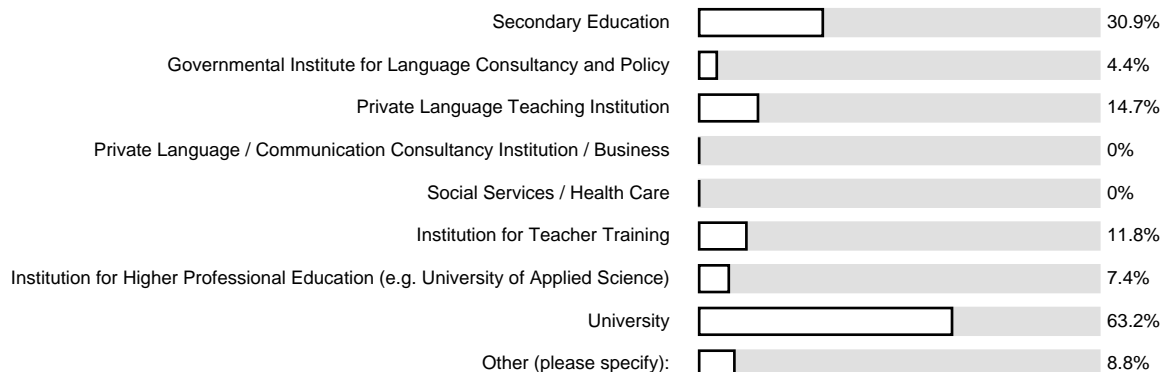 Secondary Education 30.9%
Governmental Institute for Language Consultancy and Policy 4.4%
Private Language Teaching Institution 14.7%
Private Language / Communication Consultancy Institution / Business 0%
Social Services / Health Care 0%
Institution for Teacher Training 11.8%
Institution for Higher Professional Education (e.g. University of Applied Science) 7.4%
University 63.2%
Other (please specify): 8.8%